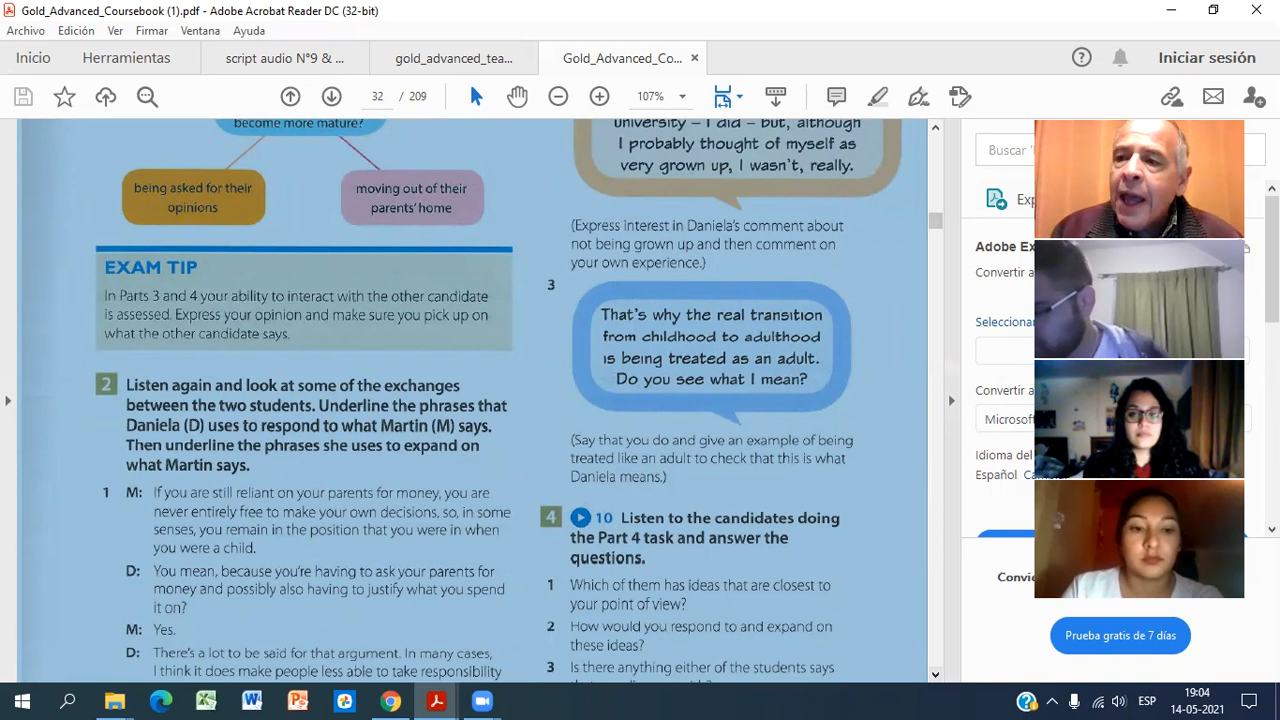 Gold_Advanced_Coursebook (1).pdf - Adobe Acrobat Reader DC (32-bit)
Archivo Edición Ver Firmar Ventana Ayuda
Inicio Herramientas script audio N°9 & ... gold_advanced_tea... Gold_Advanced_Co... Iniciar sesión
32 / 209 107%
become more mature?
being asked for their
opinions
moving out of their
parents' home
EXAM TIP
In Parts 3 and 4 your ability to interact with the other candidate
is assessed. Express your opinion and make sure you pick up on
what the other candidate says.
2 Listen again and look at some of the exchanges
between the two students. Underline the phrases that
Daniela (D) uses to respond to what Martin (M) says.
Then underline the phrases she uses to expand on
what Martin says.
1 M: If you are still reliant on your parents for money, you are
never entirely free to make your own decisions, so, in some
senses, you remain in the position that you were in when
you were a child.
D: You mean, because you're having to ask your parents for
money and possibly also having to justify what you spend
it on?
M: Yes.
D: There's a lot to be said for that argument. In many cases,
I think it does make people less able to take responsibility
university – I did – but, although
I probably thought of myself as
very grown up, I wasn't, really.
(Express interest in Daniela's comment about
not being grown up and then comment on
your own experience.)
3
That's why the real transition
from childhood to adulthood
is being treated as an adult.
Do you see what I mean?
(Say that you do and give an example of being
treated like an adult to check that this is what
Daniela means.)
4 10 Listen to the candidates doing
the Part 4 task and answer the
questions.
1 Which of them has ideas that are closest to
your point of view?
2 How would you respond to and expand on
these ideas?
3 Is there anything either of the students says
Buscar
Adobe Ex
Convertir a
Seleccionar
Convertir a
Microsof
Idioma del
Español
Prueba gratis de 7 días
ESP
19:04
14-05-2021